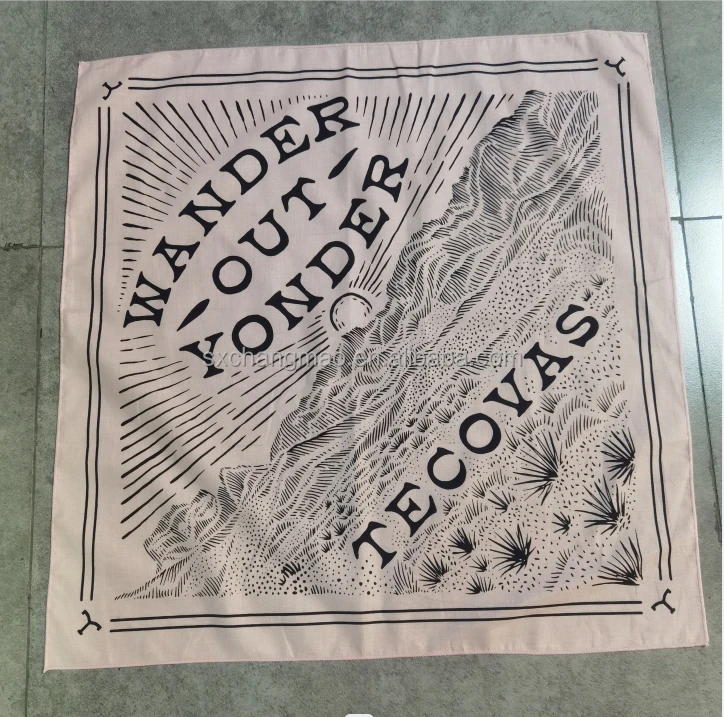 WANDER
OUT
YONDER
sxchangmao.en.alibaba.com
TECOVAS